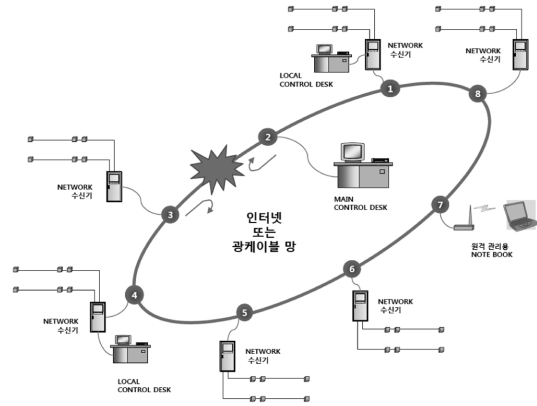 NETWORK
수신기
LOCAL
CONTROL DESK
1
NETWORK
수신기
8
2
MAIN
CONTROL DESK
NETWORK
수신기
3
인터넷
또는
광케이블 망
7
원격 관리용
NOTE BOOK
6
NETWORK
수신기
4
NETWORK
수신기
LOCAL
CONTROL DESK
5
NETWORK
수신기